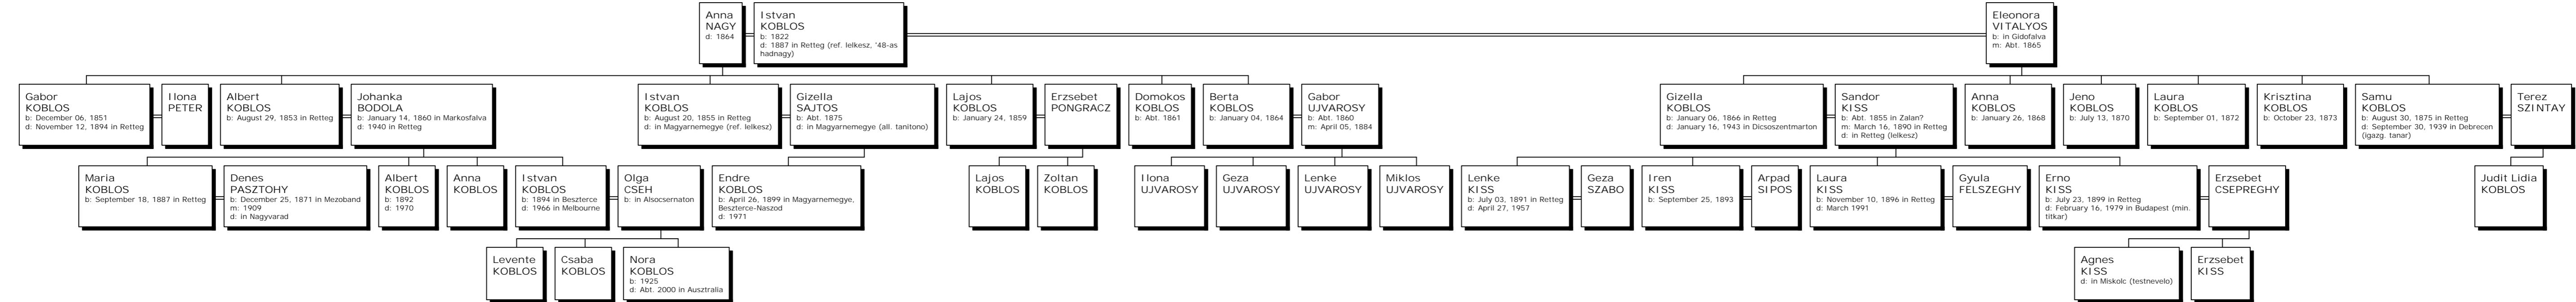 Anna
NAGY
d: 1864
Istvan
KOBLOS
b: 1822
d: 1887 in Retteg (ref. lelkesz, '48-as
hadnagy)
Eleonora
VITALYOS
b: in Gidofalva
m: Abt. 1865
Gabor
KOBLOS
b: December 06, 1851
d: November 12, 1894 in Retteg
Ilona
PETER
Albert
KOBLOS
b: August 29, 1853 in Retteg
Johanka
BODOLA
b: January 14, 1860 in Markosfalva
d: 1940 in Retteg
Istvan
KOBLOS
b: August 20, 1855 in Retteg
d: in Magyarnemegye (ref. lelkesz)
Gizella
SAJTOS
b: Abt. 1875
d: in Magyarnemegye (all. tanitono)
Lajos
KOBLOS
b: January 24, 1859
Erzsebet
PONGRACZ
Domokos
KOBLOS
b: Abt. 1861
Berta
KOBLOS
b: January 04, 1864
Gabor
UJVAROSY
b: Abt. 1860
m: April 05, 1884
Gizella
KOBLOS
b: January 06, 1866 in Retteg
d: January 16, 1943 in Dicsoszentmarton
Sandor
KISS
b: Abt. 1855 in Zalan?
m: March 16, 1890 in Retteg
d: in Retteg (lelkesz)
Anna
KOBLOS
b: January 26, 1868
Jeno
KOBLOS
b: July 13, 1870
Laura
KOBLOS
b: September 01, 1872
Krisztina
KOBLOS
b: October 23, 1873
Samu
KOBLOS
b: August 30, 1875 in Retteg
d: September 30, 1939 in Debrecen
(igazg. tanar)
Terez
SZINTAY
Maria
KOBLOS
b: September 18, 1887 in Retteg
Denes
PASZTOHY
b: December 25, 1871 in Mezoband
m: 1909
d: in Nagyvarad
Albert
KOBLOS
b: 1892
d: 1970
Anna
KOBLOS
Istvan
KOBLOS
b: 1894 in Beszterce
d: 1966 in Melbourne
Olga
CSEH
b: in Alsocsernaton
Endre
KOBLOS
b: April 26, 1899 in Magyarnemegye,
Beszterce-Naszod
d: 1971
Lajos
KOBLOS
Zoltan
KOBLOS
Ilona
UJVAROSY
Geza
UJVAROSY
Lenke
UJVAROSY
Miklos
UJVAROSY
Lenke
KISS
b: July 03, 1891 in Retteg
d: April 27, 1957
Geza
SZABO
Iren
KISS
b: September 25, 1893
Arpad
SIPOS
Laura
KISS
b: November 10, 1896 in Retteg
d: March 1991
Gyula
FELSZEGHY
Erno
KISS
b: July 23, 1899 in Retteg
d: February 16, 1979 in Budapest (min.
titkar)
Erzsebet
CSEPREGHY
Judit Lidia
KOBLOS
Levente
KOBLOS
Csaba
KOBLOS
Nora
KOBLOS
b: 1925
d: Abt. 2000 in Ausztralia
Agnes
KISS
d: in Miskolc (testnevelo)
Erzsebet
KISS